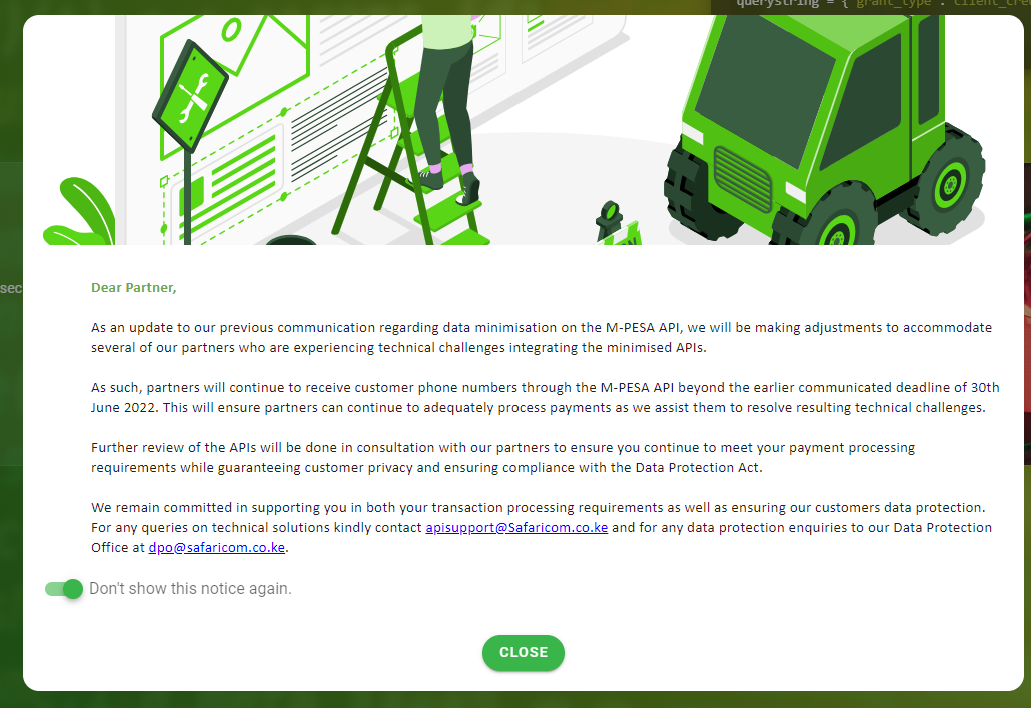 querystring = { "grant_type": "client_cre
sec
Dear Partner,
As an update to our previous communication regarding data minimisation on the M-PESA API, we will be making adjustments to accommodate
several of our partners who are experiencing technical challenges integrating the minimised APIs.
As such, partners will continue to receive customer phone numbers through the M-PESA API beyond the earlier communicated deadline of 30th
June 2022. This will ensure partners can continue to adequately process payments as we assist them to resolve resulting technical challenges.
Further review of the APIs will be done in consultation with our partners to ensure you continue to meet your payment processing
requirements while guaranteeing customer privacy and ensuring compliance with the Data Protection Act.
We remain committed in supporting you in both your transaction processing requirements as well as ensuring our customers data protection.
For any queries on technical solutions kindly contact apisupport@Safaricom.co.ke and for any data protection enquiries to our Data Protection
Office at dpo@safaricom.co.ke.
Don't show this notice again.
CLOSE